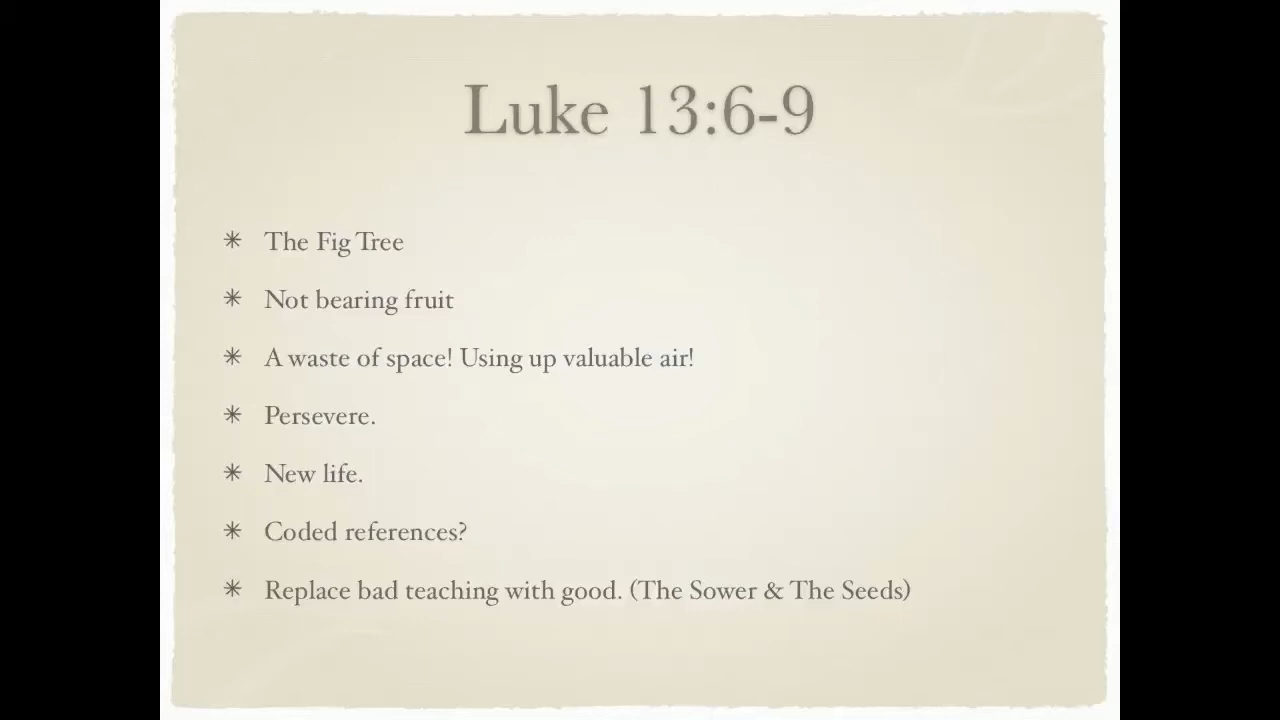 Luke 13:6-9
The Fig Tree
Not bearing fruit
A waste of space! Using up valuable air!
Persevere.
New life.
Coded references?
Replace bad teaching with good. (The Sower & The Seeds)